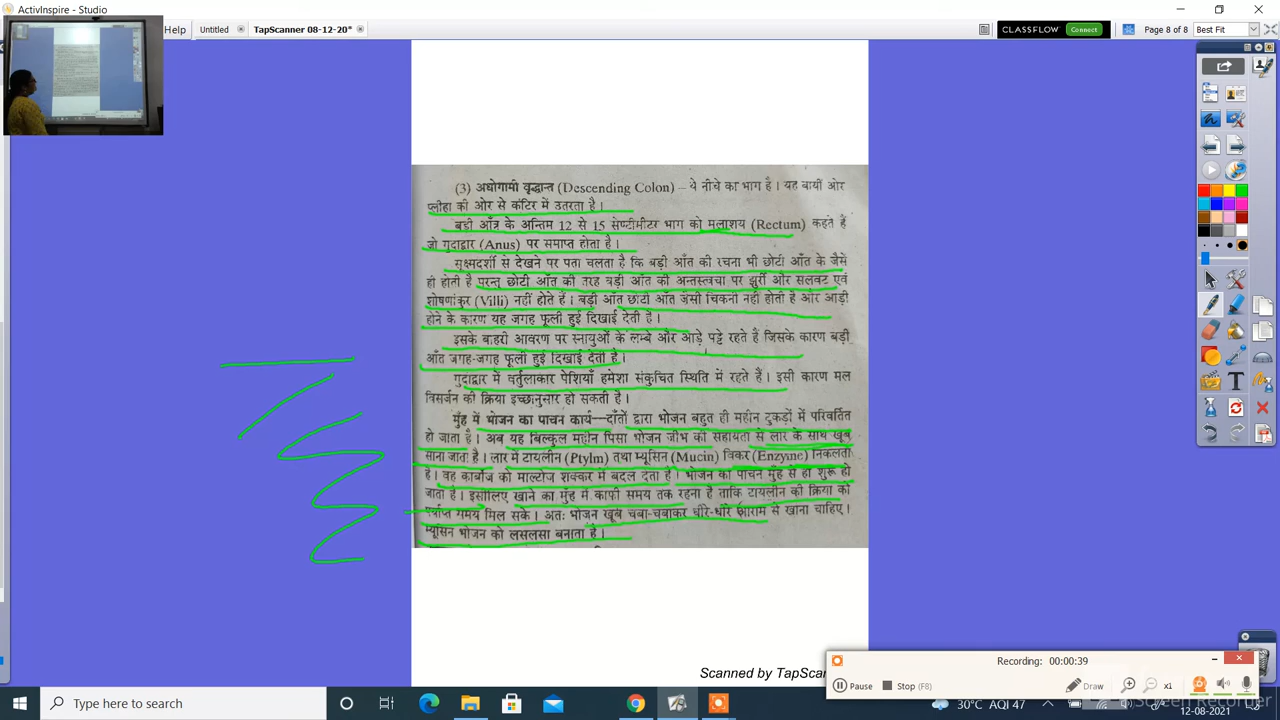 ActivInspire - Studio
Help Untitled TapScanner 08-12-20* CLASSFLOW Connect Page 8 of 8 Best Fit
(3) अधोगामी वृद्धान्त्र (Descending Colon) – ये नीचे का भाग है। यह बायीं ओर
प्लीहा की ओर से कटिर में उतरता है।
बड़ी आँत्र के अन्तिम 12 से 15 सेण्टीमीटर भाग को मलाशय (Rectum) कहते हैं
जो गुदाद्वार (Anus) पर समाप्त होता है।
सूक्ष्मदर्शी से देखने पर पता चलता है कि बड़ी आँत की रचना भी छोटी आँत के जैसे
ही होती है परन्तु छोटी आँत की तरह बड़ी आँत की अन्तस्त्वचा पर झुर्री और सलवट एवं
शोषणांकुर (Villi) नहीं होते हैं। बड़ी आँत छोटी आँत जैसी चिकनी नहीं होती है और आड़ी
होने के कारण यह जगह फूली हुई दिखाई देती है।
इसके बाहरी आवरण पर स्नायुओं के लम्बे और आड़े पट्टे रहते हैं जिसके कारण बड़ी
आँत जगह-जगह फूली हुई दिखाई देती है।
गुदाद्वार में वर्तुलाकार पेशियाँ हमेशा संकुचित स्थिति में रहते हैं। इसी कारण मल
विसर्जन की क्रिया इच्छानुसार हो सकती है।
मुँह में भोजन का पाचन कार्य—दाँतों द्वारा भोजन बहुत ही महीन टुकड़ों में परिवर्तित
हो जाता है। अब यह बिल्कुल महीन पिसा भोजन जीभ की सहायता से लार के साथ खूब
साना जाता है। लार में टायलीन (Ptylm) तथा म्यूसिन (Mucin) विकर (Enzyme) निकलता
है। वह कार्बोज को माल्टोज शक्कर में बदल देता है। भोजन का पाचन मुँह से ही शुरू हो
जाता है। इसीलिए खाने का मुँह में काफी समय तक रहना है ताकि टायलीन की क्रिया को
पर्याप्त समय मिल सके। अतः भोजन खूब चबा-चबाकर धीरे-धीरे आराम से खाना चाहिए।
म्यूसिन भोजन को लसलसा बनाता है।
Scanned by TapScan
Recording: 00:00:39
Pause Stop (F8) Draw x1
Type here to search 30°C AQI 47 12-08-2021
Screen Recorder